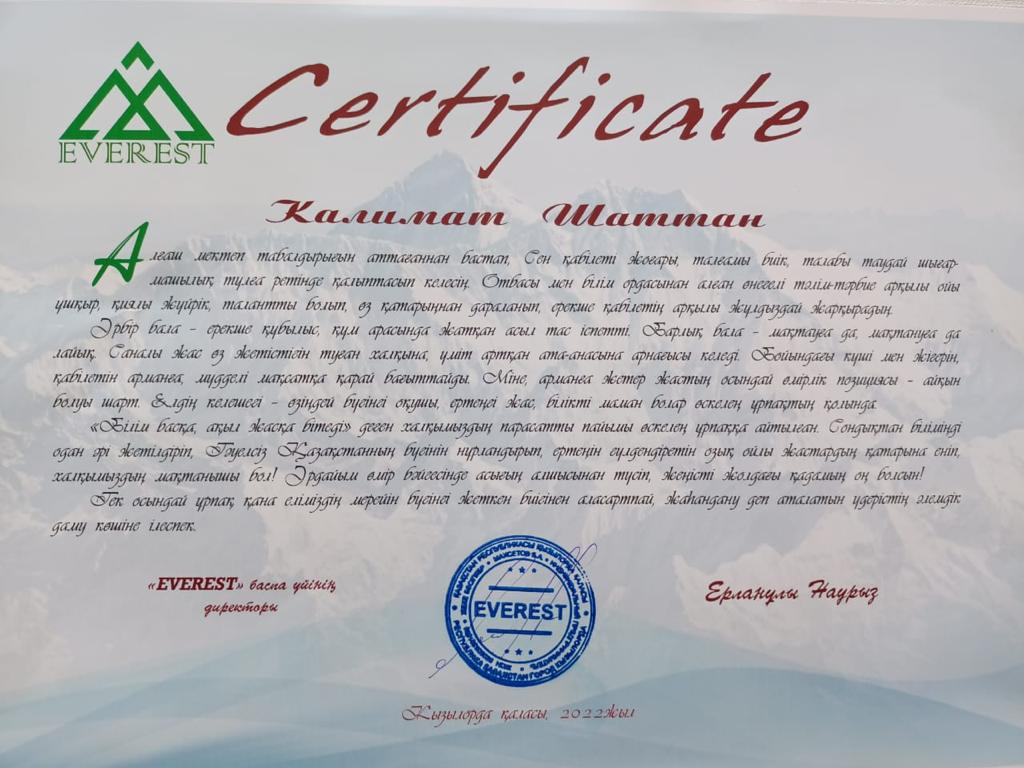 EVEREST
Certificate
Калимат Шаттан
Алғаш мектеп табалдырығын аттағаннан бастап, Сен қабілеті жоғары, талғамы биік, талабы таудай шығар-
машылық тұлға ретінде қалыптасып келесің. Отбасы мен білім ордасынан алған өнегелі тәлім-тәрбие арқылы ойы
ұшқыр, қиялы жүйрік, талантты болып, өз қатарыңнан дараланып, ерекше қабілетің арқылы жұлдыздай жарқырадың.
Әрбір бала - ерекше құбылыс, құм арасында жатқан асыл тас іспетті. Барлық бала - мақтауға да, мақтануға да
лайық. Саналы жас өз жетістігін туған халқына, үміт артқан ата-анасына арнағысы келеді. Бойындағы күші мен жігерін,
қабілетін арманға, мүдделі мақсатқа қарай бағыттайды. Міне, арманға жетер жастың осындай өмірлік позициясы - айқын
болуы шарт. Елдің келешегі - өзіңдей бүгінгі оқушы, ертеңгі жас, білікті маман болар өскелең ұрпақтың қолында.
«Білім басқа, ақыл жасқа бітеді» деген халқымыздың парасатты пайымы өскелең ұрпаққа айтылған. Сондықтан біліміңді
одан әрі жетілдіріп, Тәуелсіз Қазақстанның бүгінін нұрландырып, ертеңін гүлдендіретін озық ойлы жастардың қатарына еніп,
халқымыздың мақтанышы бол! Әрдайым өмір бәйгесінде асығың алшысынан түсіп, жеңісті жолдағы қадамың оң болсын!
Тек осындай ұрпақ қана еліміздің мерейін бүгінгі жеткен биігінен аласартпай, жаһандану деп аталатын үдерістің әлемдік
даму көшіне ілеспек.
«EVEREST» баспа үйінің
директоры
Ерланұлы Наурыз
ҚАЗАҚСТАН РЕСПУБЛИКАСЫ ҚЫЗЫЛОРДА ҚАЛАСЫ
EVEREST
Қызылорда қаласы, 2022жыл